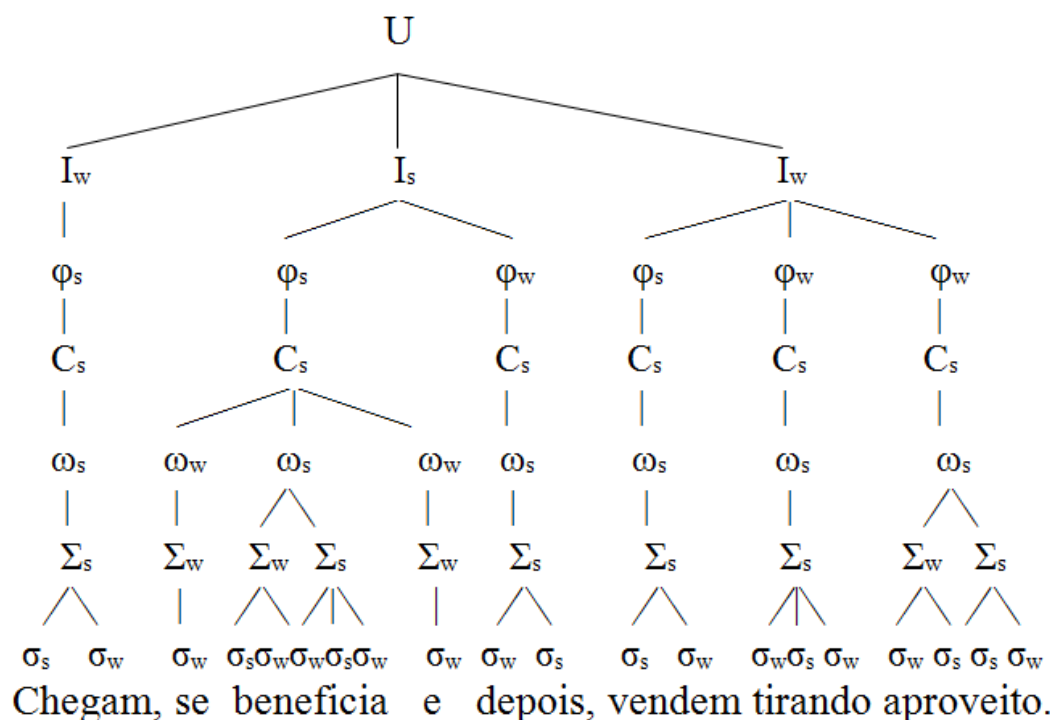 U
Iw Is Iw
φs φs φw φs φw φw
Cs Cs Cs Cs Cs Cs
ωs ωw ωs ωw ωs ωs ωs ωs
Σs Σw Σw Σs Σw Σs Σs Σs Σw Σs
σs σw σw σsσwσwσsσw σw σw σs σs σw σwσs σw σw σs σs σw
Chegam, se beneficia e depois, vendem tirando aproveito.